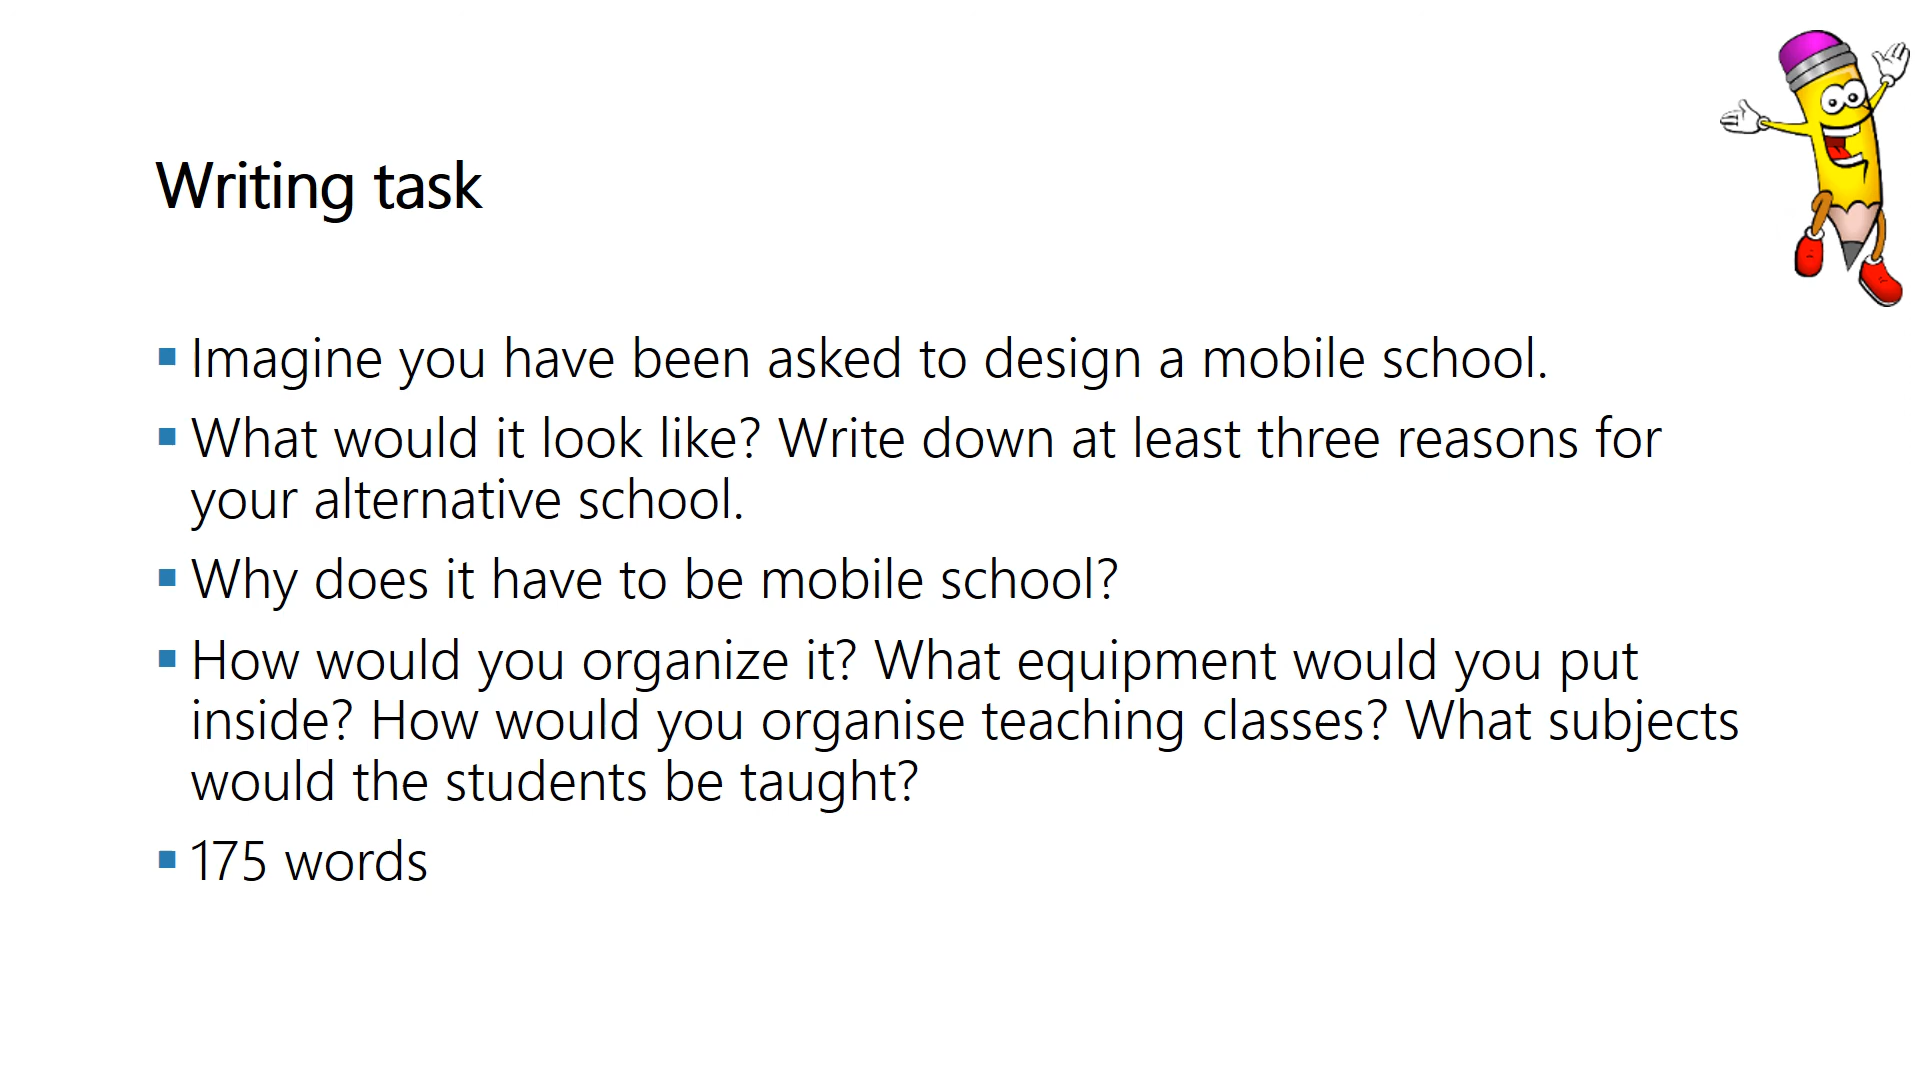 Writing task
Imagine you have been asked to design a mobile school.
What would it look like? Write down at least three reasons for
your alternative school.
Why does it have to be mobile school?
How would you organize it? What equipment would you put
inside? How would you organise teaching classes? What subjects
would the students be taught?
175 words